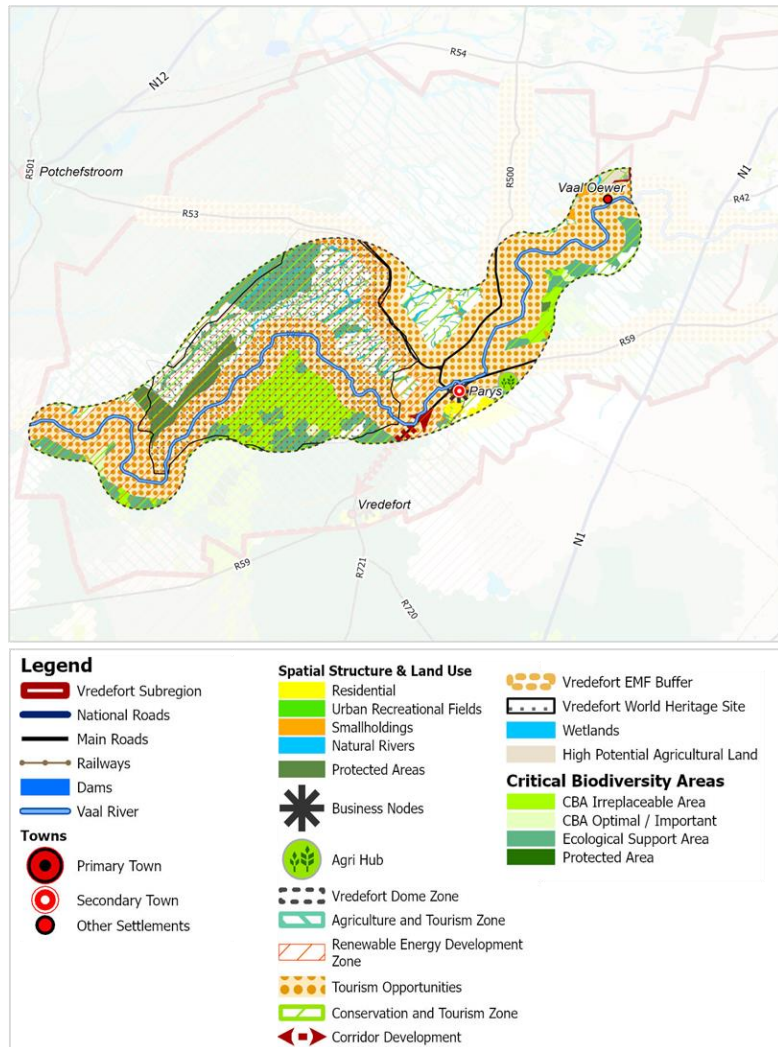 R54
N12
R501
Potchefstroom
R500
N1
Vaal Oewer
R42
R53
R59
Parys
Vredefort
R59
N1
R721
R720
Legend
Vredefort Subregion
National Roads
Main Roads
Railways
Dams
Vaal River
Towns
Primary Town
Secondary Town
Other Settlements
Spatial Structure & Land Use
Residential
Urban Recreational Fields
Smallholdings
Natural Rivers
Protected Areas
Business Nodes
Agri Hub
Vredefort Dome Zone
Agriculture and Tourism Zone
Renewable Energy Development
Zone
Tourism Opportunities
Conservation and Tourism Zone
Corridor Development
Vredefort EMF Buffer
Vredefort World Heritage Site
Wetlands
High Potential Agricultural Land
Critical Biodiversity Areas
CBA Irreplaceable Area
CBA Optimal / Important
Ecological Support Area
Protected Area